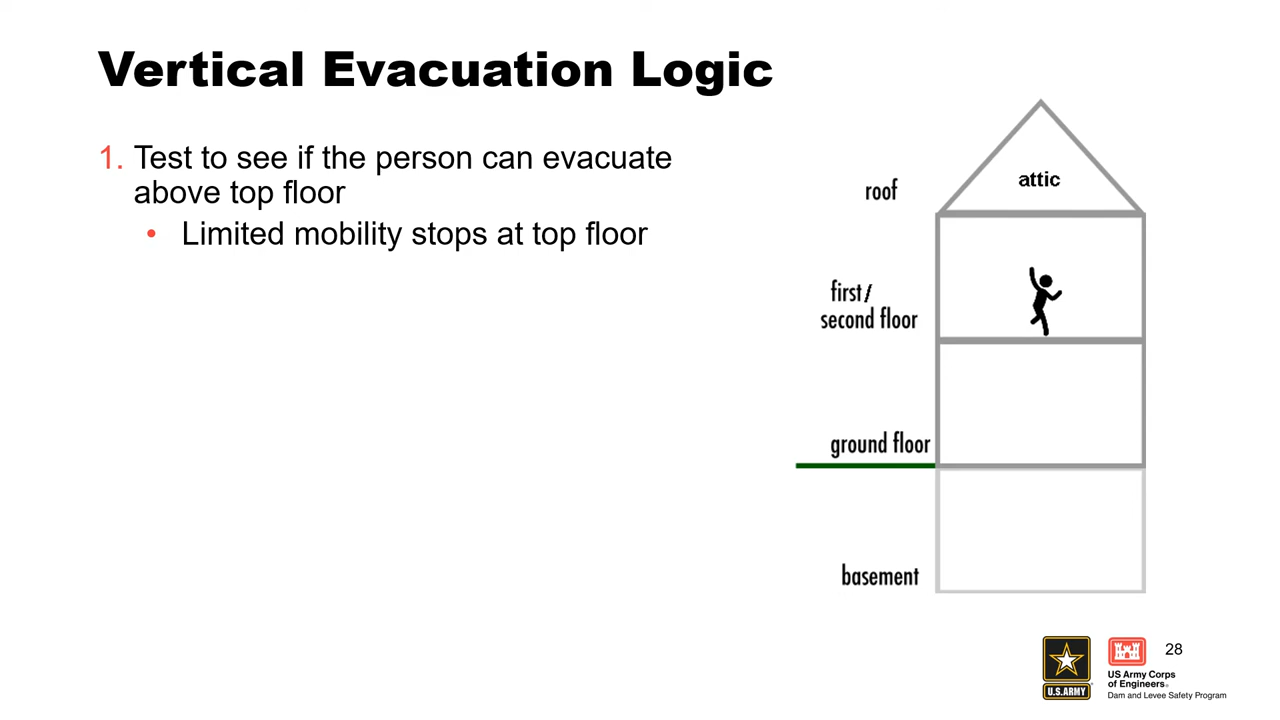 Vertical Evacuation Logic
1. Test to see if the person can evacuate
above top floor
• Limited mobility stops at top floor
attic
roof
first/
second floor
ground floor
basement
28
U.S. ARMY
US Army Corps
of Engineers®
Dam and Levee Safety Program